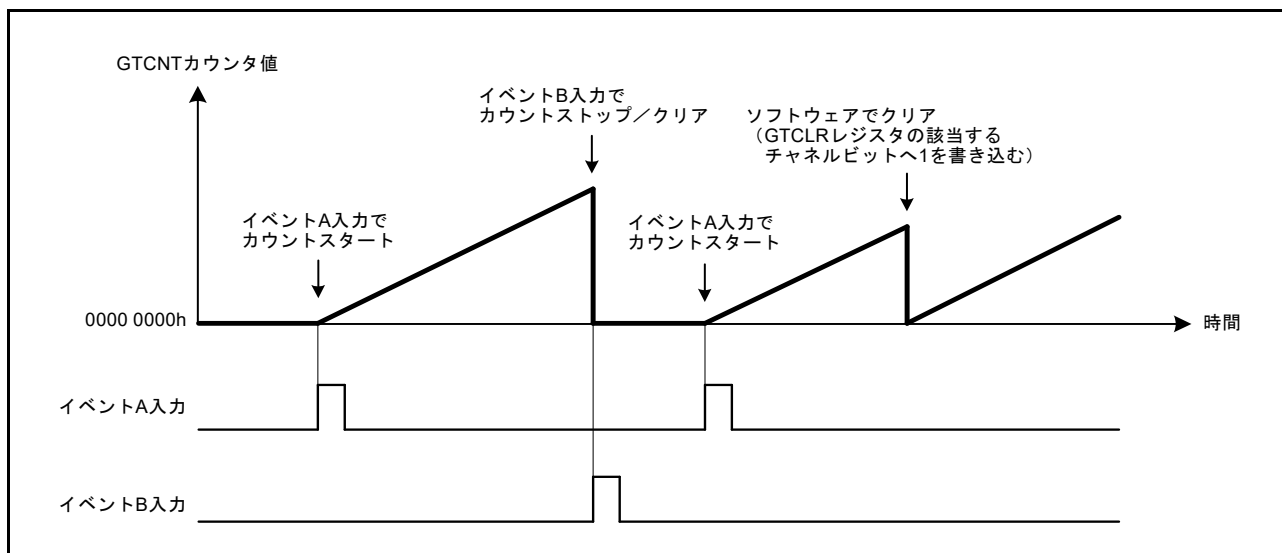 GTCNTカウンタ値
イベントB入力で
カウントストップ／クリア
ソフトウェアでクリア
（GTCLRレジスタの該当する
チャネルビットへ1を書き込む）
イベントA入力で
カウントスタート
イベントA入力で
カウントスタート
0000 0000h
時間
イベントA入力
イベントB入力